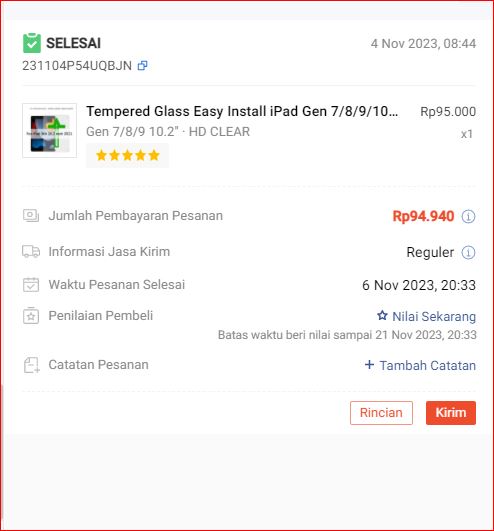 SELESAI
4 Nov 2023, 08:44
231104P54UQBJN
Tempered Glass Easy Install iPad Gen 7/8/9/10...
Rp95.000
Gen 7/8/9 10.2" · HD CLEAR
x1
Jumlah Pembayaran Pesanan
Rp94.940
Informasi Jasa Kirim
Reguler
Waktu Pesanan Selesai
6 Nov 2023, 20:33
Penilaian Pembeli
Nilai Sekarang
Batas waktu beri nilai sampai 21 Nov 2023, 20:33
Catatan Pesanan
+ Tambah Catatan
Rincian
Kirim